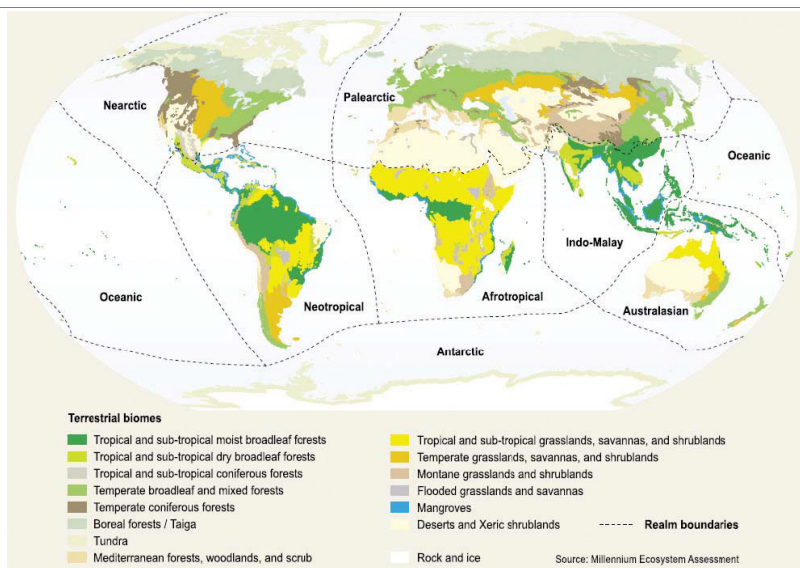 Nearctic
Palearctic
Oceanic
Indo-Malay
Oceanic
Neotropical
Afrotropical
Australasian
Antarctic
Terrestrial biomes
Tropical and sub-tropical moist broadleaf forests
Tropical and sub-tropical dry broadleaf forests
Tropical and sub-tropical coniferous forests
Temperate broadleaf and mixed forests
Temperate coniferous forests
Boreal forests / Taiga
Tundra
Mediterranean forests, woodlands, and scrub
Tropical and sub-tropical grasslands, savannas, and shrublands
Temperate grasslands, savannas, and shrublands
Montane grasslands and shrublands
Flooded grasslands and savannas
Mangroves
Deserts and Xeric shrublands
Realm boundaries
Rock and ice
Source: Millennium Ecosystem Assessment